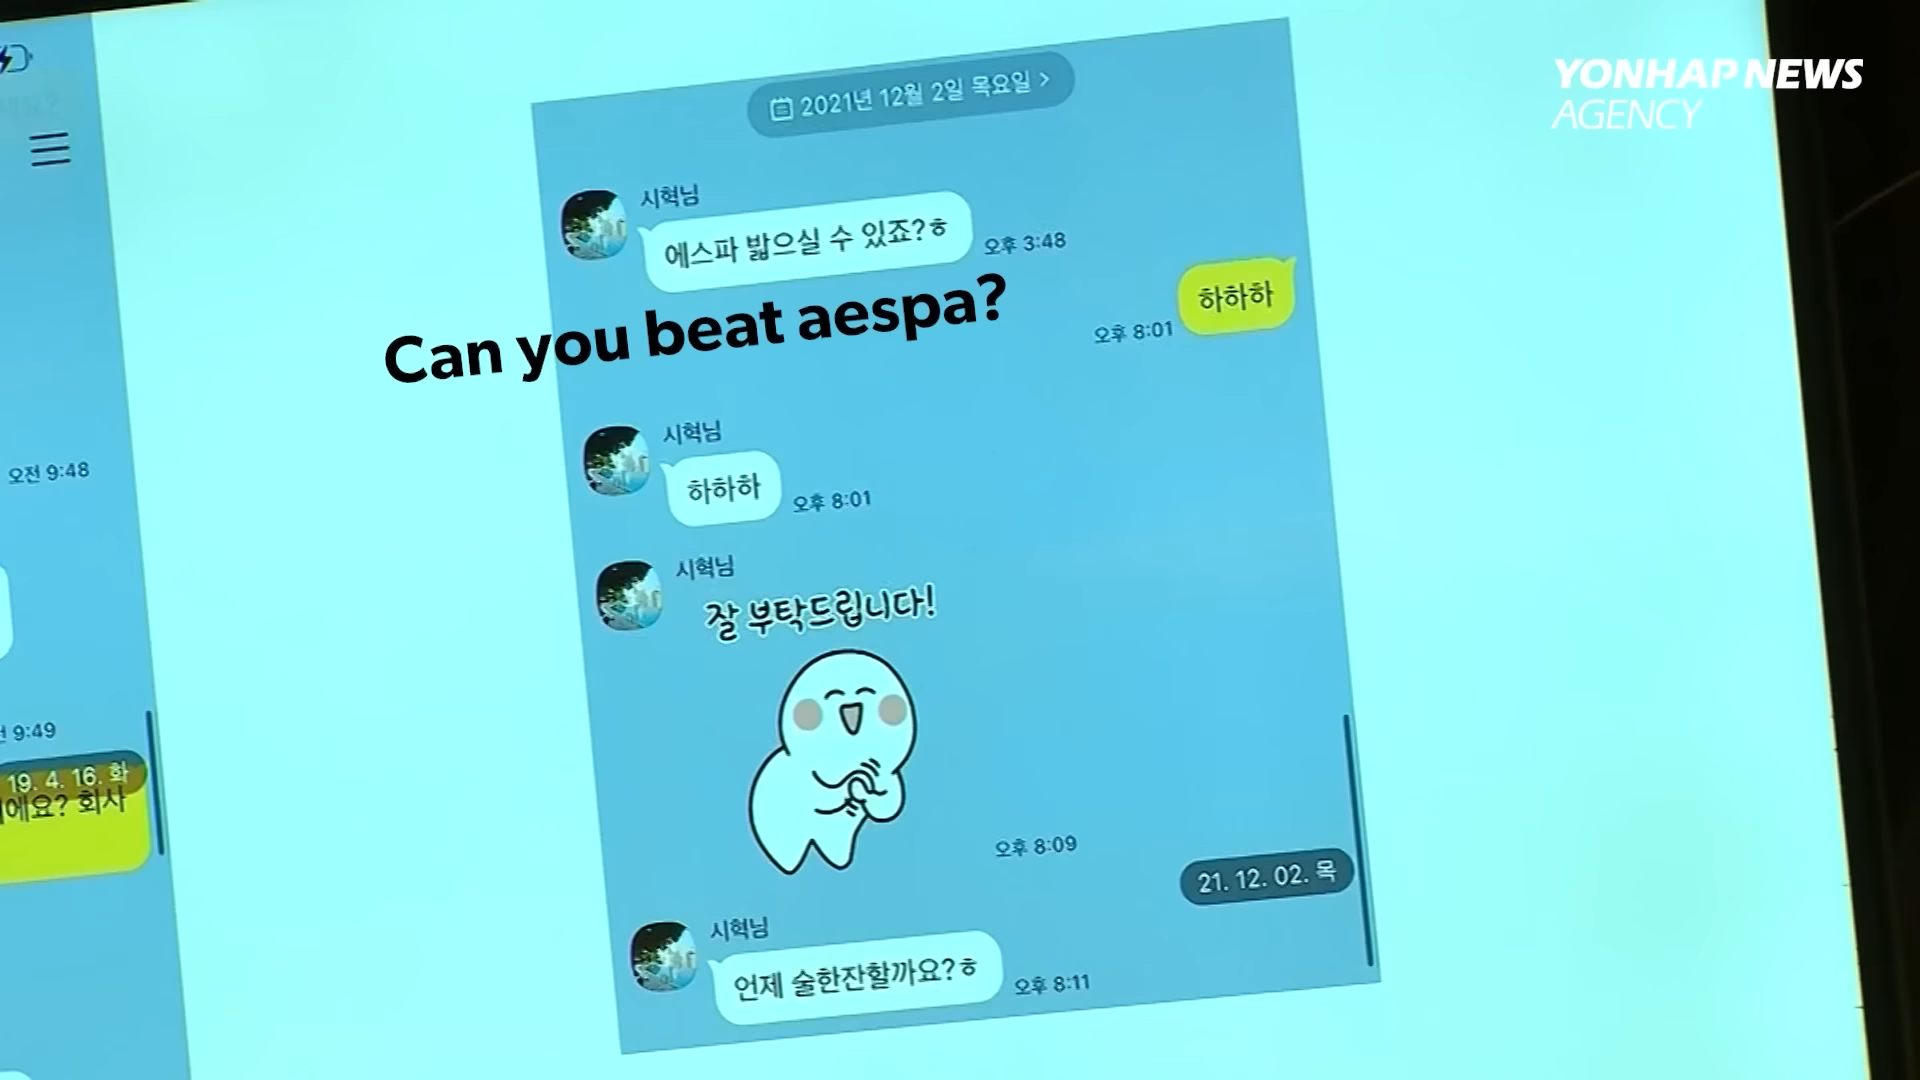 YONHAP NEWS
AGENCY
2021년 12월 2일 목요일 >
시혁님
에스파 밟으실 수 있죠?ㅎ
오후 3:48
Can you beat aespa?
하하하
오후 8:01
시혁님
하하하
오후 8:01
시혁님
잘 부탁드립니다!
오후 8:09
21. 12. 02. 목
시혁님
언제 술한잔할까요?ㅎ
오후 8:11
오전 9:48
9:49
19. 4. 16. 화
회사